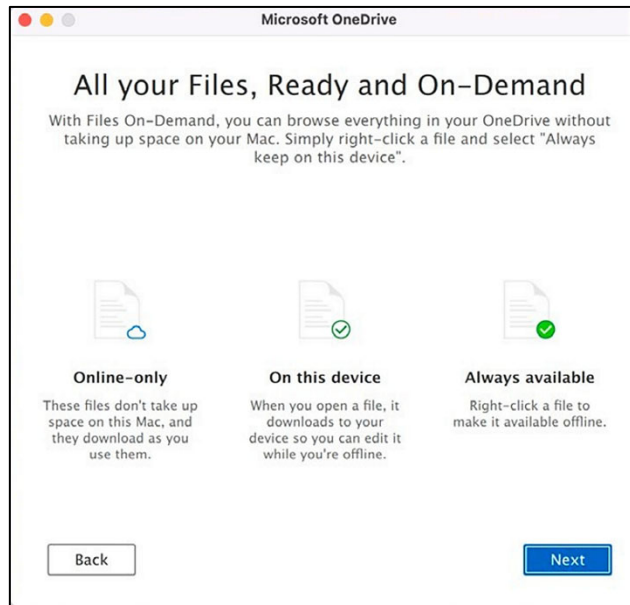 Microsoft OneDrive
All your Files, Ready and On-Demand
With Files On-Demand, you can browse everything in your OneDrive without
taking up space on your Mac. Simply right-click a file and select "Always
keep on this device".
Online-only
These files don't take up
space on this Mac, and
they download as you
use them.
On this device
When you open a file, it
downloads to your
device so you can edit it
while you're offline.
Always available
Right-click a file to
make it available offline.
Back
Next